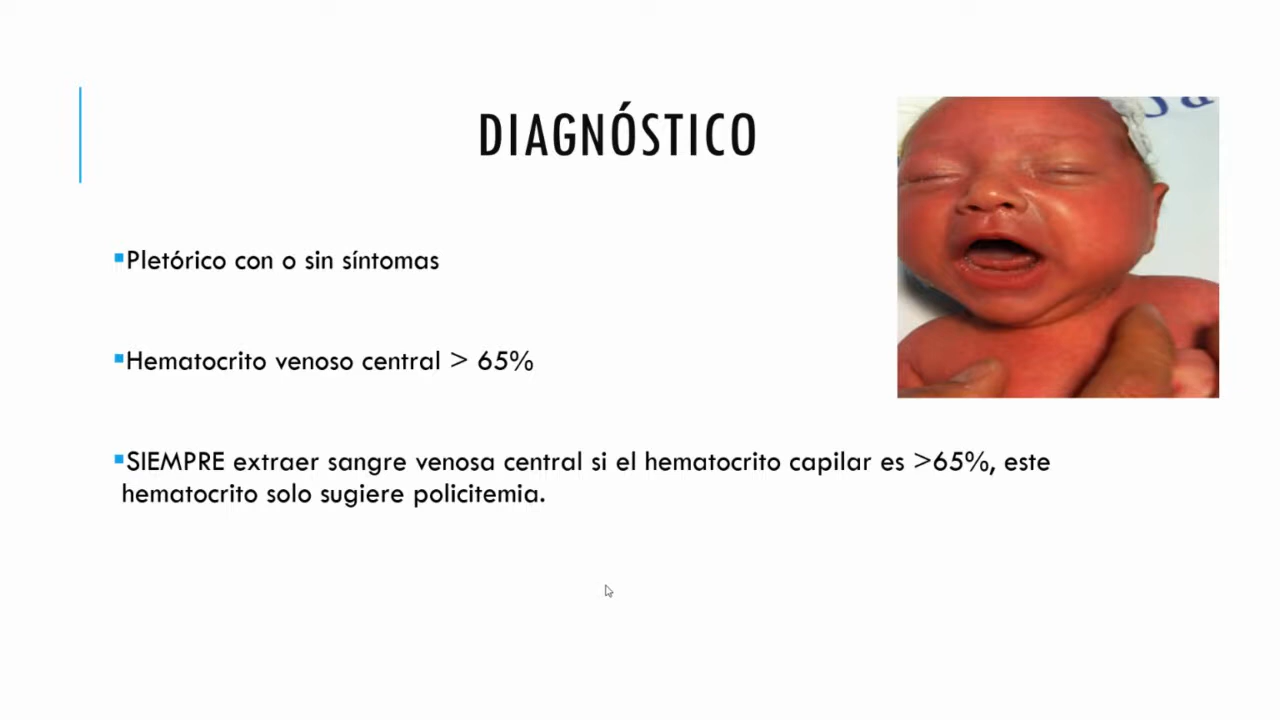 DIAGNÓSTICO
▪Pletórico con o sin síntomas
▪Hematocrito venoso central > 65%
▪SIEMPRE extraer sangre venosa central si el hematocrito capilar es >65%, este
hematocrito solo sugiere policitemia.